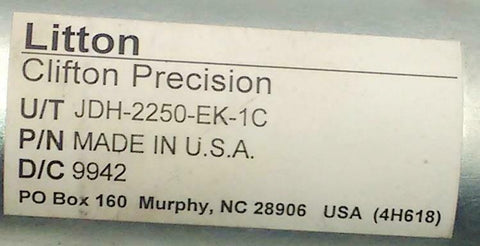 Litton
Clifton Precision
U/T JDH-2250-EK-1C
P/N MADE IN U.S.A.
D/C 9942
PO Box 160 Murphy, NC 28906 USA (4H618)